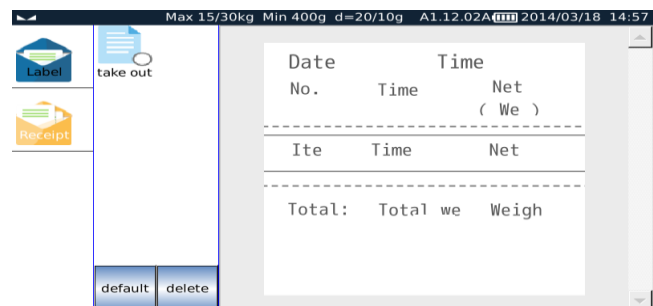 Max 15/30kg Min 400g d=20/10g A1.12.02A 2014/03/18 14:57
Label
Receipt
take out
default delete
Date Time
No. Time Net
( We )
Ite Time Net
Total: Total we Weigh